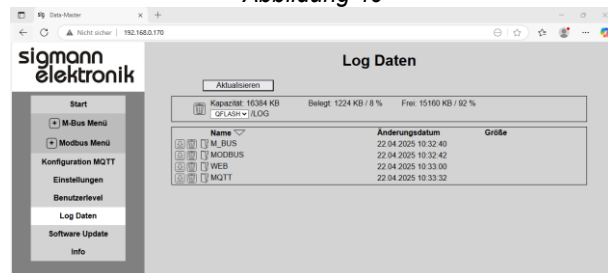 Data-Master
Nicht sicher 192.168.0.170
sigmann
elektronik
Log Daten
Aktualisieren
Kapazität: 16384 KB Belegt: 1224 KB / 8 % Frei: 15160 KB / 92 %
QFLASH /LOG
Name Änderungsdatum Größe
M_BUS 22.04.2025 10:32:40
MODBUS 22.04.2025 10:32:42
WEB 22.04.2025 10:33:00
MQTT 22.04.2025 10:33:32
Start
M-Bus Menü
Modbus Menü
Konfiguration MQTT
Einstellungen
Benutzerlevel
Log Daten
Software Update
Info